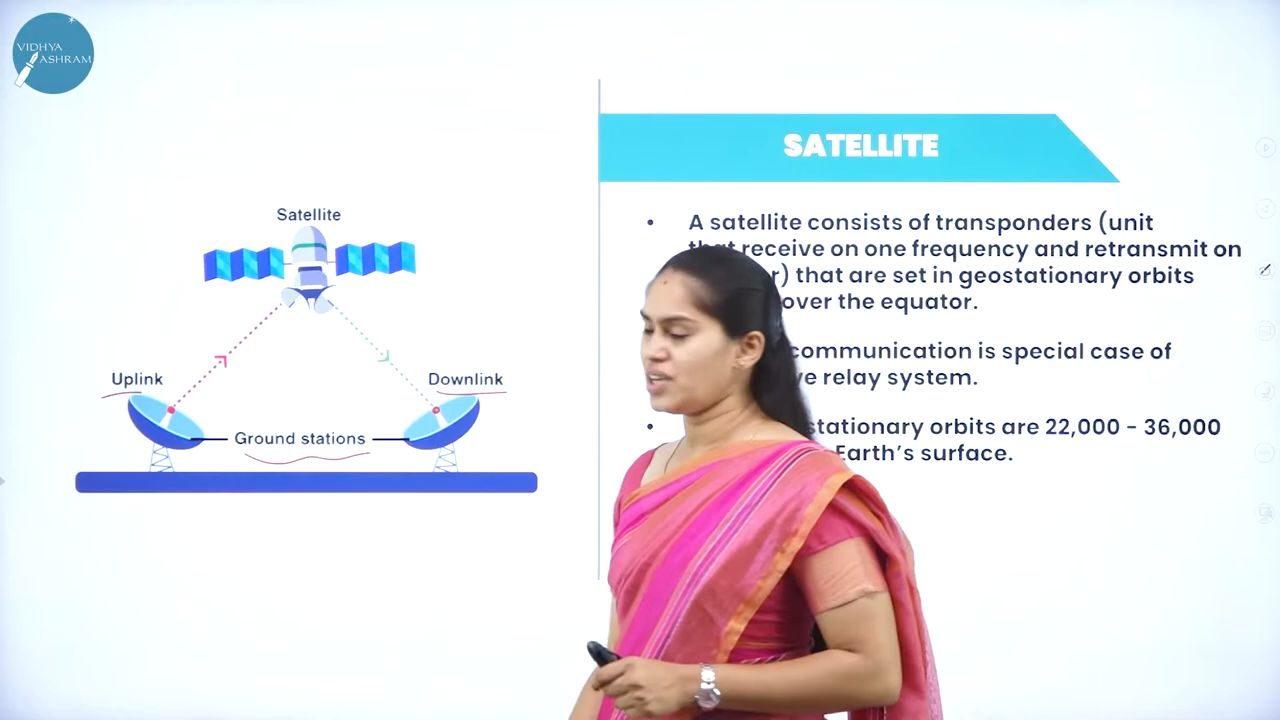 VIDHYA
ASHRAM
SATELLITE
Satellite
Uplink
Downlink
Ground stations
• A satellite consists of transponders (unit
that receive on one frequency and retransmit on
r) that are set in geostationary orbits
over the equator.
communication is special case of
ve relay system.
• stationary orbits are 22,000 - 36,000
Earth's surface.